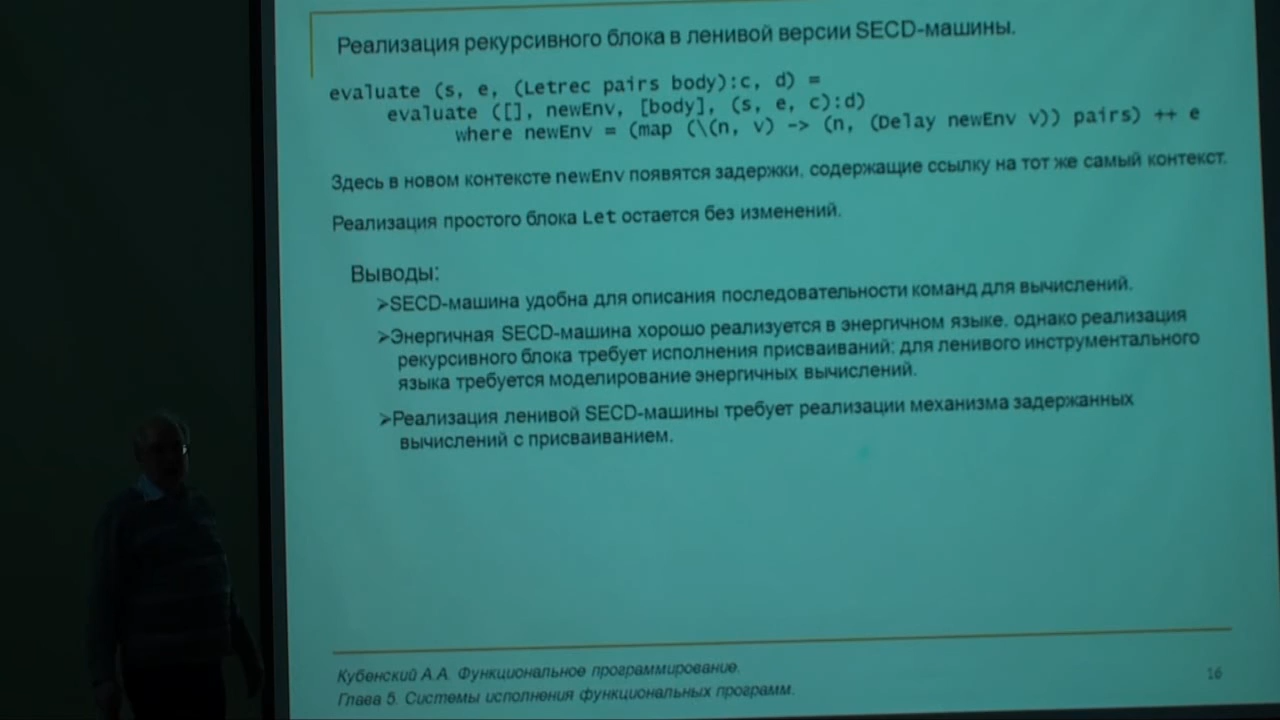 Реализация рекурсивного блока в ленивой версии SECD-машины.
evaluate (s, e, (Letrec pairs body):c, d) =
evaluate ([], newEnv, [body], (s, e, c):d)
where newEnv = (map (\(n, v) -> (n, (Delay newEnv v)) pairs) ++ e
Здесь в новом контексте newEnv появятся задержки, содержащие ссылку на тот же самый контекст.
Реализация простого блока Let остается без изменений.
Выводы:
➢SECD-машина удобна для описания последовательности команд для вычислений.
➢Энергичная SECD-машина хорошо реализуется в энергичном языке, однако реализация
рекурсивного блока требует исполнения присваиваний; для ленивого инструментального
языка требуется моделирование энергичных вычислений.
➢Реализация ленивой SECD-машины требует реализации механизма задержанных
вычислений с присваиванием.
Кубенский А.А. Функциональное программирование.
Глава 5. Системы исполнения функциональных программ.
16